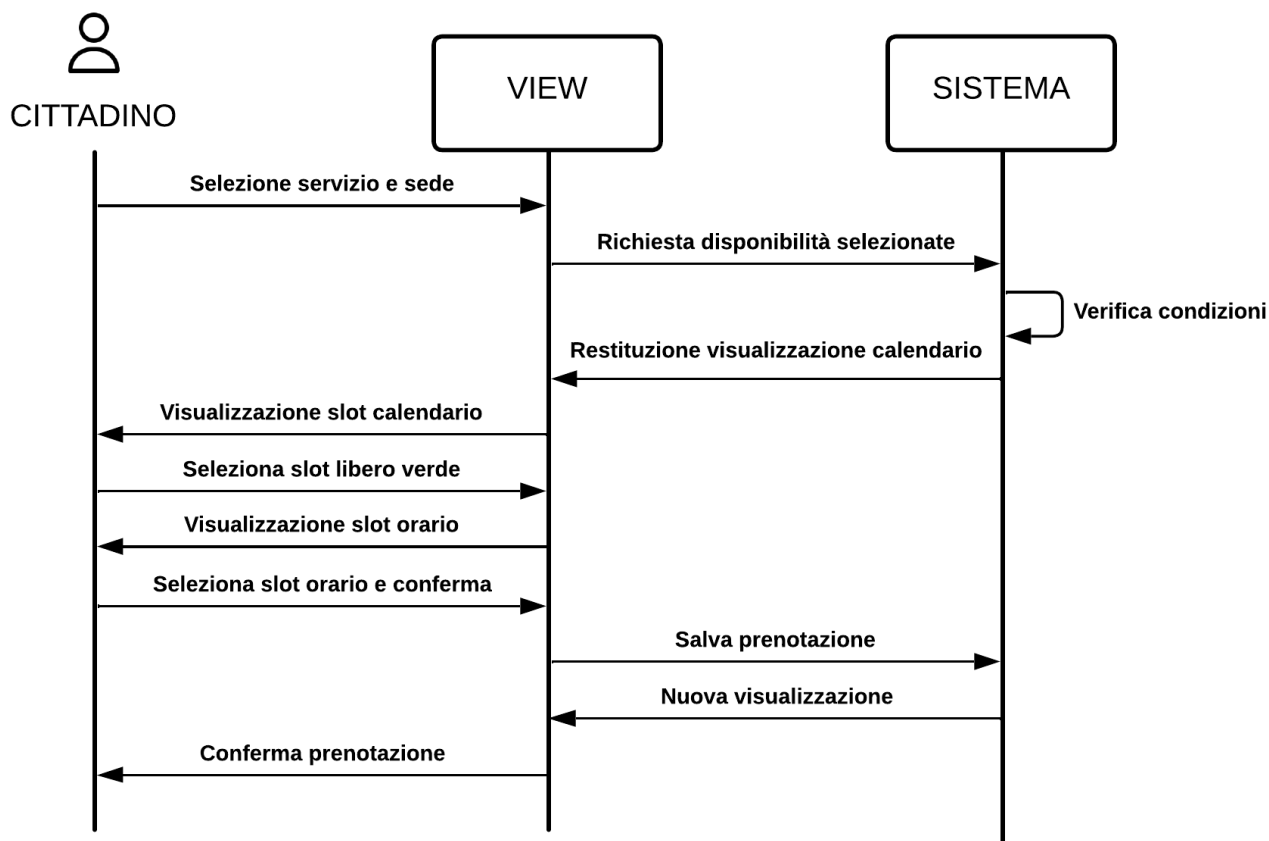 CITTADINO
VIEW
SISTEMA
Selezione servizio e sede
Richiesta disponibilità selezionate
Verifica condizioni
Restituzione visualizzazione calendario
Visualizzazione slot calendario
Seleziona slot libero verde
Visualizzazione slot orario
Seleziona slot orario e conferma
Salva prenotazione
Nuova visualizzazione
Conferma prenotazione